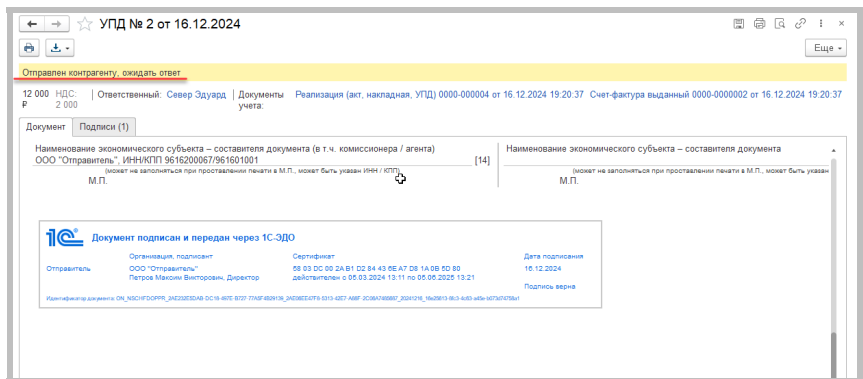 УПД № 2 от 16.12.2024
Еще
Отправлен контрагенту, ожидать ответ
12 000 ₽ НДС: 2 000 Ответственный: Север Эдуард Документы учета: Реализация (акт, накладная, УПД) 0000-000004 от 16.12.2024 19:20:37 Счет-фактура выданный 0000-0000002 от 16.12.2024 19:20:37
Документ Подписи (1)
Наименование экономического субъекта – составителя документа (в т.ч. комиссионера / агента)
ООО "Отправитель", ИНН/КПП 9616200067/961601001 [14]
(может не заполняться при проставлении печати в М.П., может быть указан ИНН / КПП)
М.П.
Наименование экономического субъекта – составителя документа
(может не заполняться при проставлении печати в М.П., может быть указан
М.П.
1С Документ подписан и передан через 1С-ЭДО
Организация, подписант Сертификат Дата подписания
Отправитель ООО "Отправитель" 58 03 DC 00 2A B1 D2 84 43 6E A7 D8 1A 0B 5D 80 16.12.2024
Петров Максим Викторович, Директор действителен с 05.03.2024 13:11 по 05.06.2025 13:21
Подпись верна
Идентификатор документа